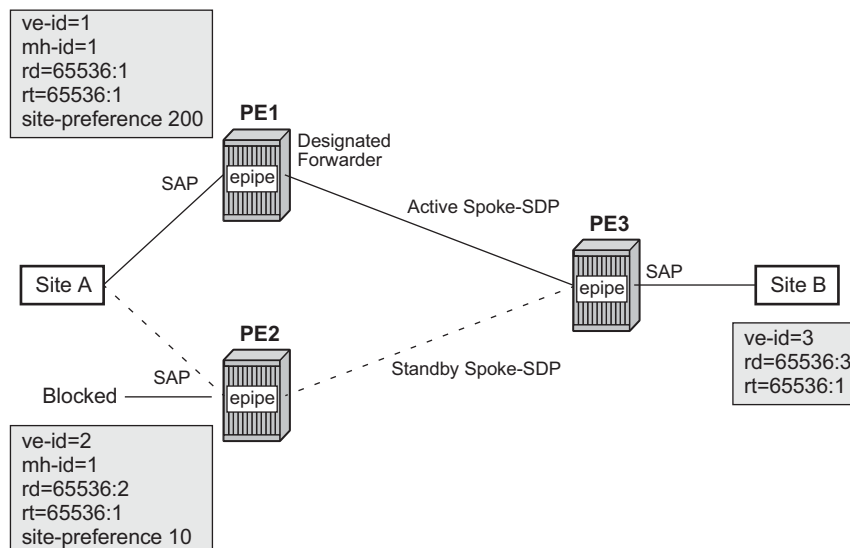 ve-id=1
mh-id=1
rd=65536:1
rt=65536:1
site-preference 200
PE1
Designated
Forwarder
SAP
epipe
Active Spoke-SDP
PE3
Site A
epipe
SAP
Site B
PE2
ve-id=3
rd=65536:3
rt=65536:1
Standby Spoke-SDP
SAP
Blocked
epipe
ve-id=2
mh-id=1
rd=65536:2
rt=65536:1
site-preference 10